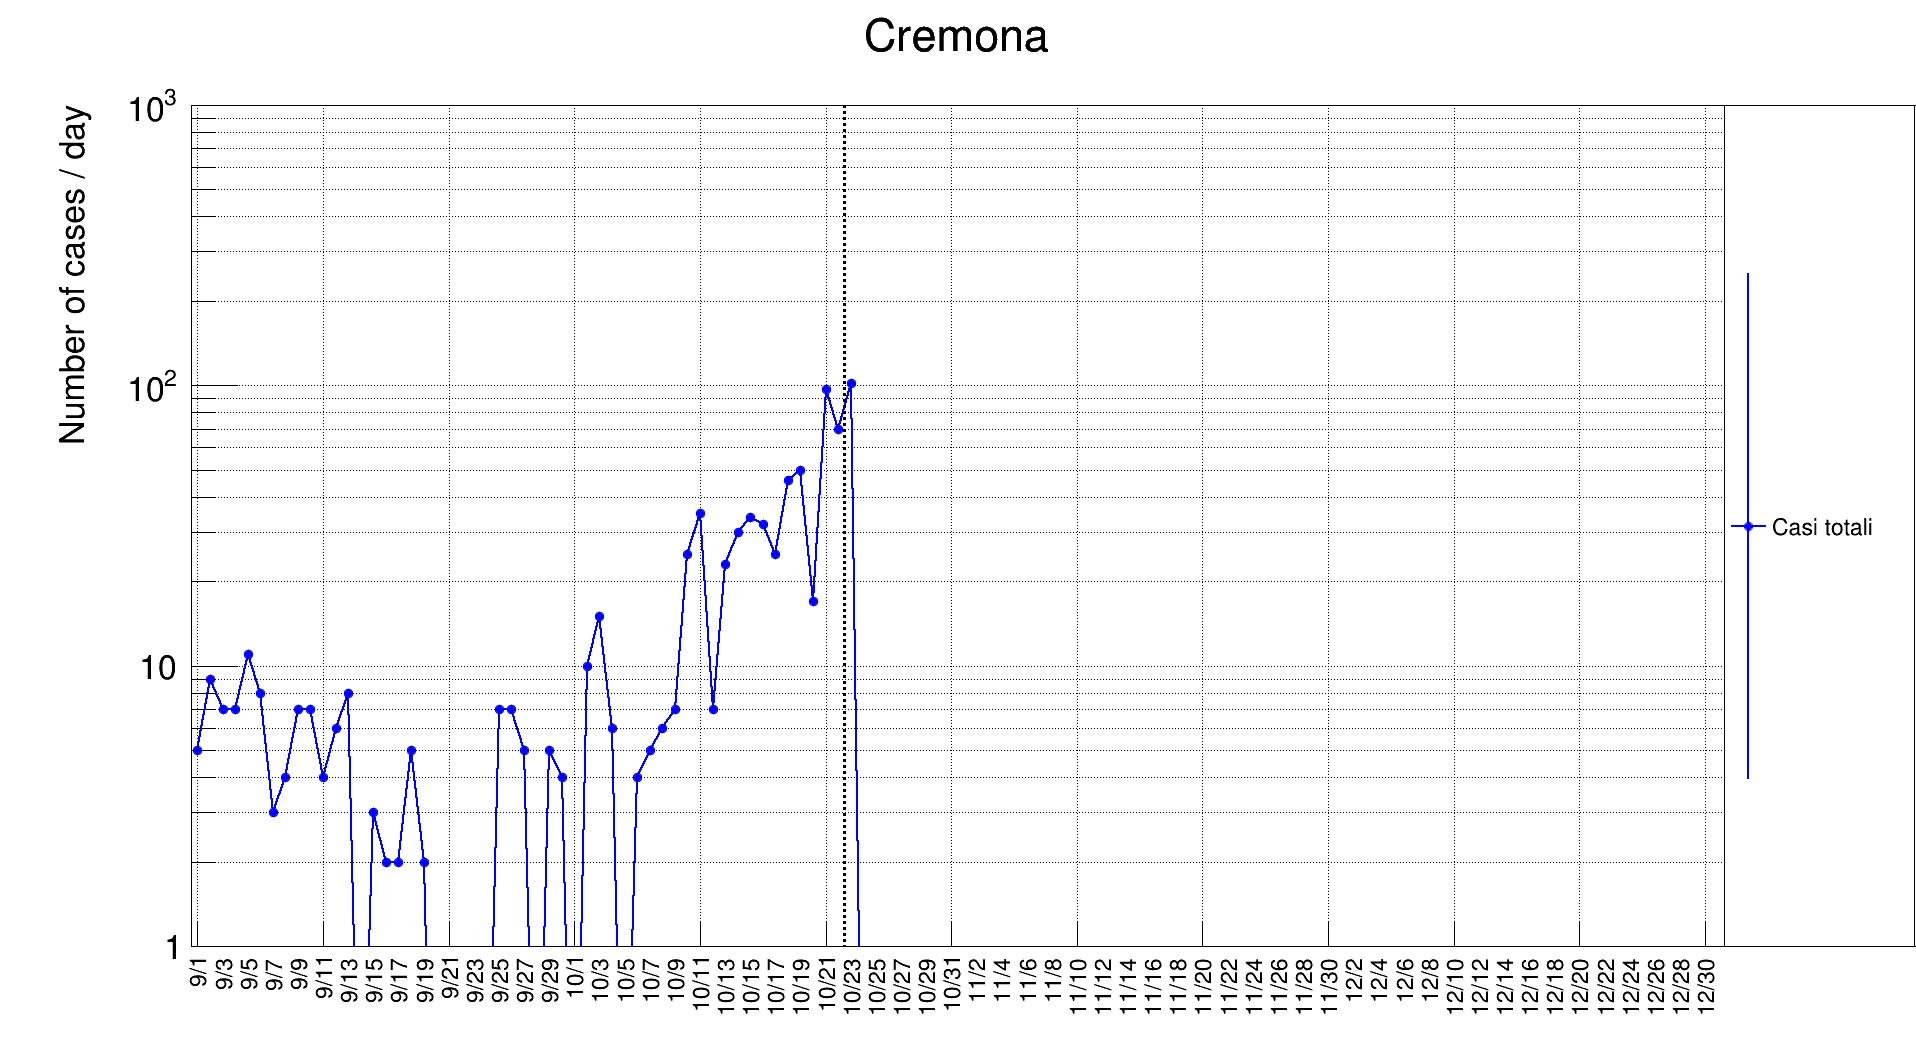 Cremona
Number of cases / day
10³
10²
10
1
9/1 9/3 9/5 9/7 9/9 9/11 9/13 9/15 9/17 9/19 9/21 9/23 9/25 9/27 9/29 10/1 10/3 10/5 10/7 10/9 10/11 10/13 10/15 10/17 10/19 10/21 10/23 10/25 10/27 10/29 10/31 11/2 11/4 11/6 11/8 11/10 11/12 11/14 11/16 11/18 11/20 11/22 11/24 11/26 11/28 11/30 12/2 12/4 12/6 12/8 12/10 12/12 12/14 12/16 12/18 12/20 12/22 12/24 12/26 12/28 12/30
Casi totali